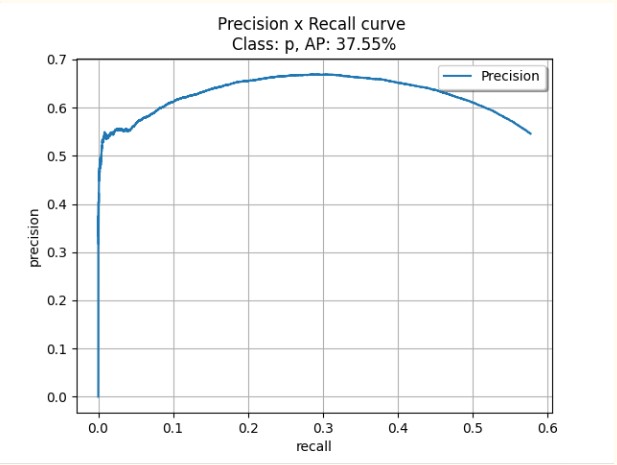 Precision x Recall curve
Class: p, AP: 37.55%
Precision
0.7
0.6
0.5
0.4
0.3
0.2
0.1
0.0
precision
0.0 0.1 0.2 0.3 0.4 0.5 0.6
recall